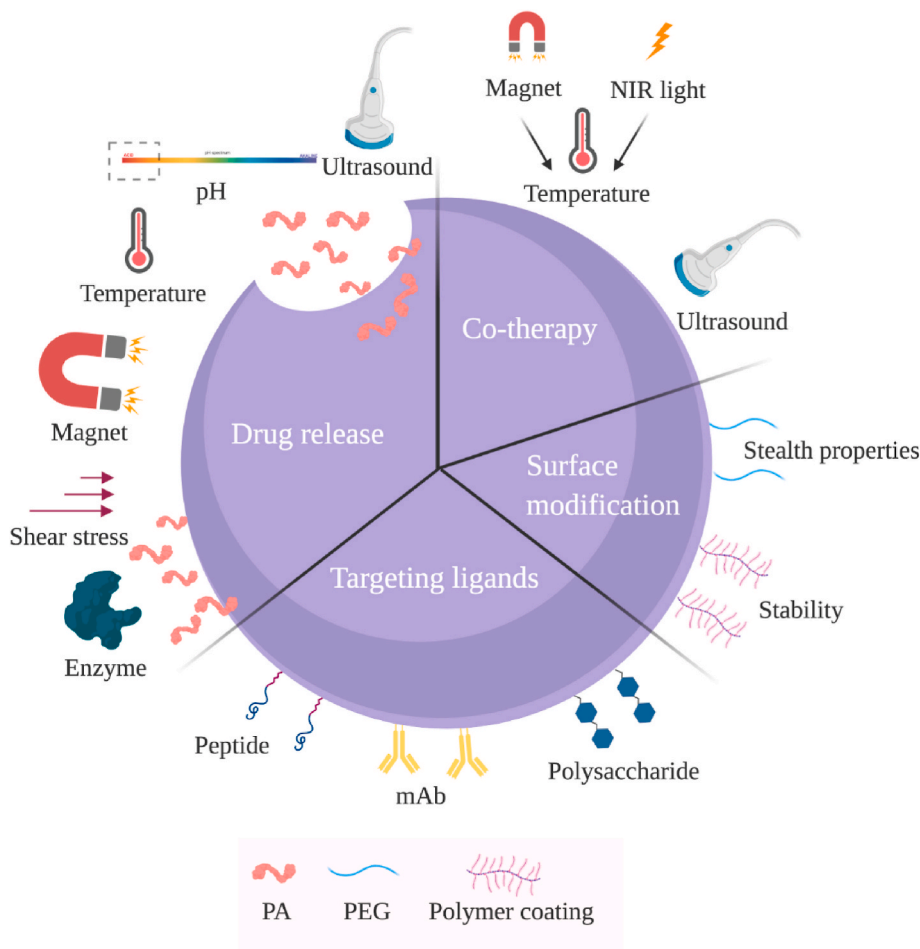 Magnet
NIR light
Ultrasound
pH
Temperature
Temperature
Ultrasound
Co-therapy
Magnet
Drug release
Surface
modification
Stealth properties
Shear stress
Targeting ligands
Stability
Enzyme
Peptide
mAb
Polysaccharide
PA
PEG
Polymer coating